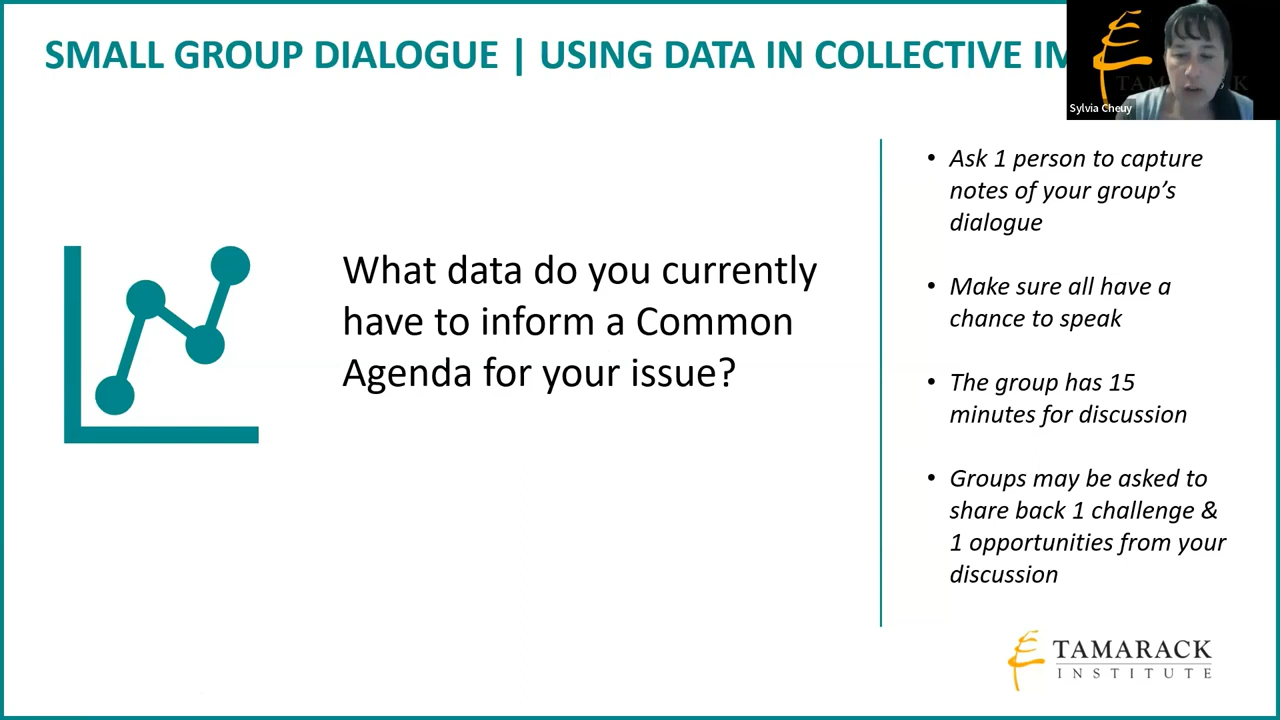 SMALL GROUP DIALOGUE | USING DATA IN COLLECTIVE IM
TAMARACK
Sylvia Cheuy
What data do you currently
have to inform a Common
Agenda for your issue?
• Ask 1 person to capture
notes of your group’s
dialogue
• Make sure all have a
chance to speak
• The group has 15
minutes for discussion
• Groups may be asked to
share back 1 challenge &
1 opportunities from your
discussion
TAMARACK
INSTITUTE